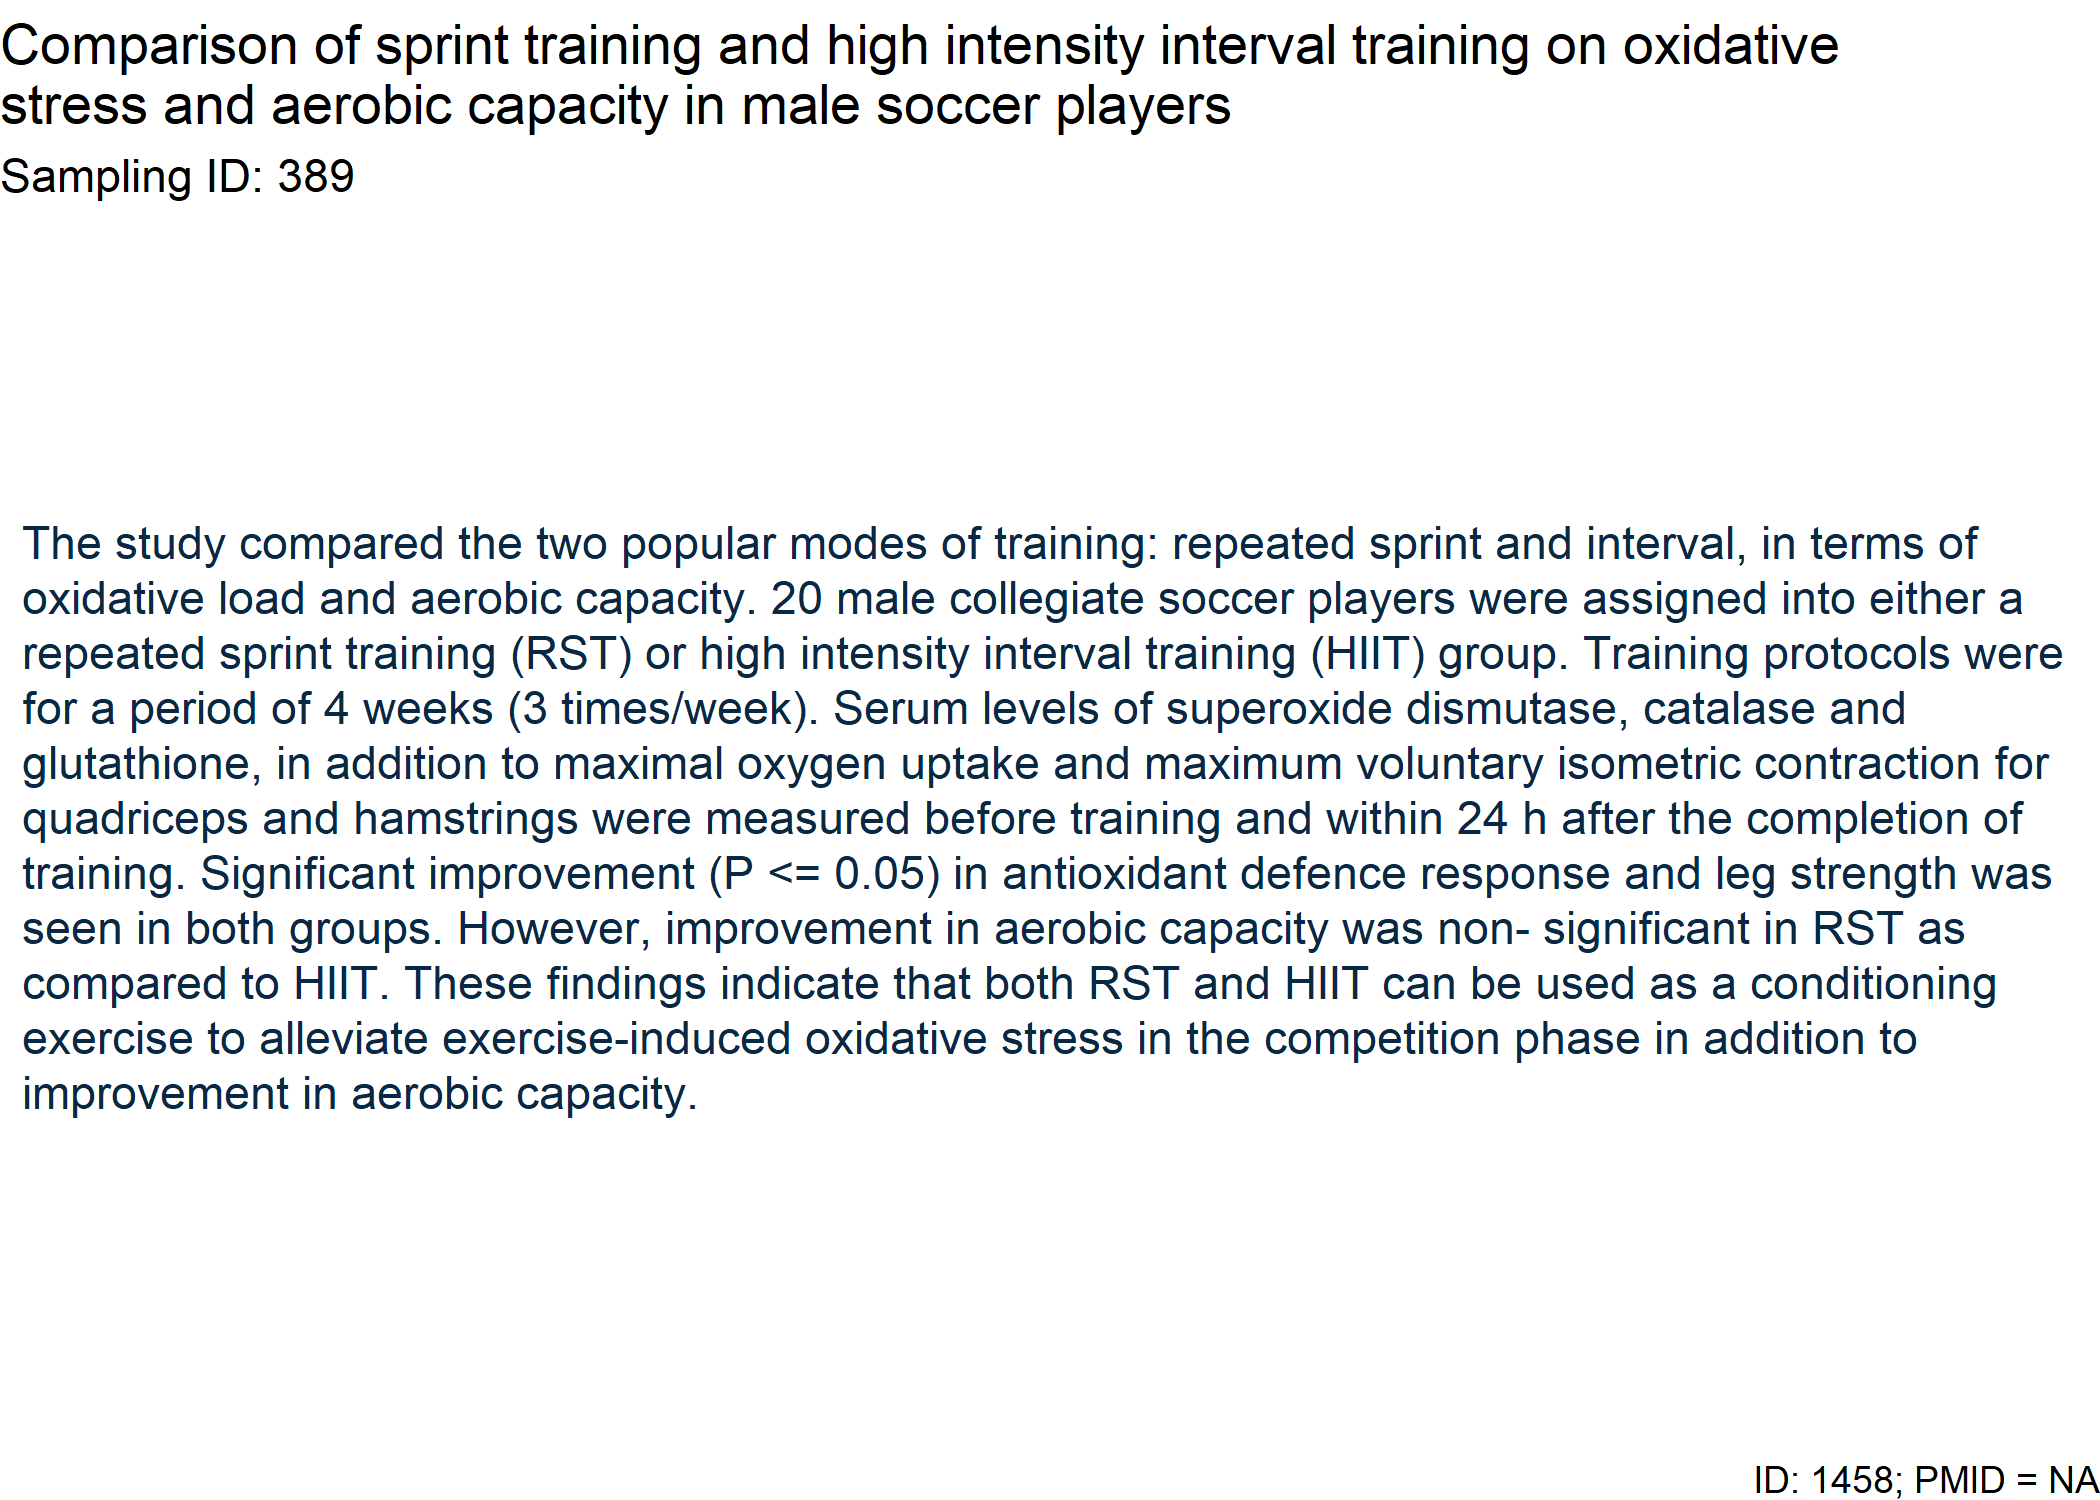 Comparison of sprint training and high intensity interval training on oxidative
stress and aerobic capacity in male soccer players
Sampling ID: 389
The study compared the two popular modes of training: repeated sprint and interval, in terms of
oxidative load and aerobic capacity. 20 male collegiate soccer players were assigned into either a
repeated sprint training (RST) or high intensity interval training (HIIT) group. Training protocols were
for a period of 4 weeks (3 times/week). Serum levels of superoxide dismutase, catalase and
glutathione, in addition to maximal oxygen uptake and maximum voluntary isometric contraction for
quadriceps and hamstrings were measured before training and within 24 h after the completion of
training. Significant improvement (P <= 0.05) in antioxidant defence response and leg strength was
seen in both groups. However, improvement in aerobic capacity was non- significant in RST as
compared to HIIT. These findings indicate that both RST and HIIT can be used as a conditioning
exercise to alleviate exercise-induced oxidative stress in the competition phase in addition to
improvement in aerobic capacity.
ID: 1458; PMID = NA